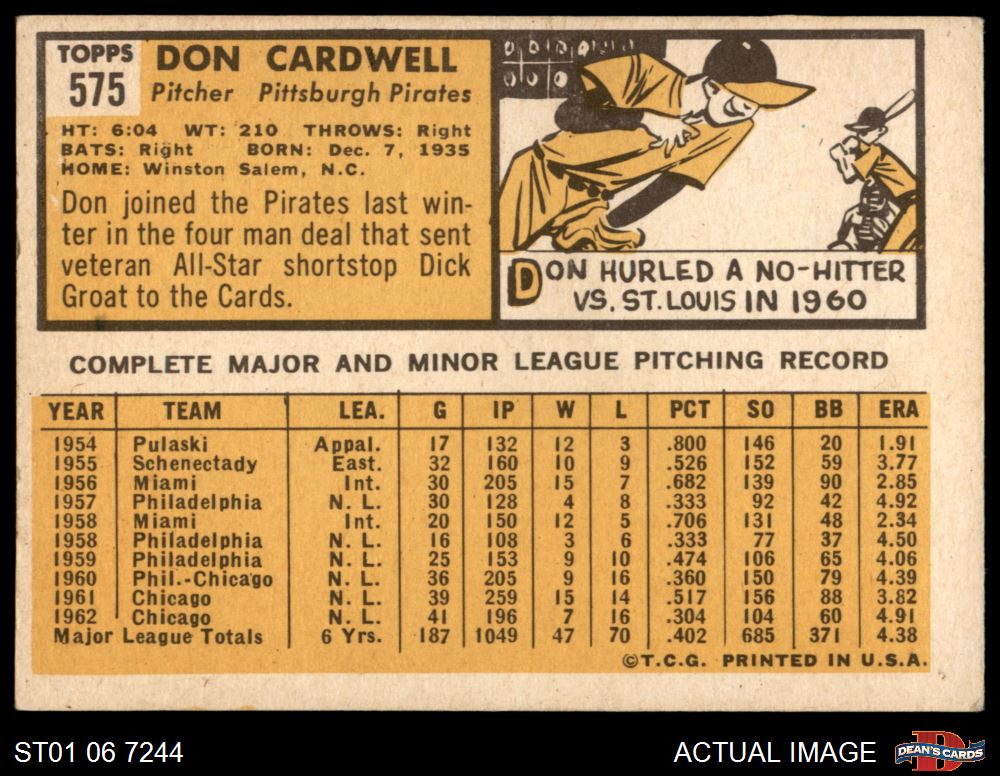 TOPPS
575
DON CARDWELL
Pitcher Pittsburgh Pirates
HT: 6:04 WT: 210 THROWS: Right
BATS: Right BORN: Dec. 7, 1935
HOME: Winston Salem, N.C.
Don joined the Pirates last win-
ter in the four man deal that sent
veteran All-Star shortstop Dick
Groat to the Cards.
DON HURLED A NO-HITTER
VS. ST. LOUIS IN 1960
COMPLETE MAJOR AND MINOR LEAGUE PITCHING RECORD
YEAR TEAM LEA. G IP W L PCT SO BB ERA
1954 Pulaski Appal. 17 132 12 3 .800 146 20 1.91
1955 Schenectady East. 32 160 10 9 .526 152 59 3.77
1956 Miami Int. 30 205 15 7 .682 139 90 2.85
1957 Philadelphia N. L. 30 128 4 8 .333 92 42 4.92
1958 Miami Int. 20 150 12 5 .706 131 48 2.34
1958 Philadelphia N. L. 16 108 3 6 .333 77 37 4.50
1959 Philadelphia N. L. 25 153 9 10 .474 106 65 4.06
1960 Phil.-Chicago N. L. 36 205 9 16 .360 150 79 4.39
1961 Chicago N. L. 39 259 15 14 .517 156 88 3.82
1962 Chicago N. L. 41 196 7 16 .304 104 60 4.91
Major League Totals 6 Yrs. 187 1049 47 70 .402 685 371 4.38
©T.C.G. PRINTED IN U.S.A.
ST01 06 7244
ACTUAL IMAGE
D
DEAN'S CARDS